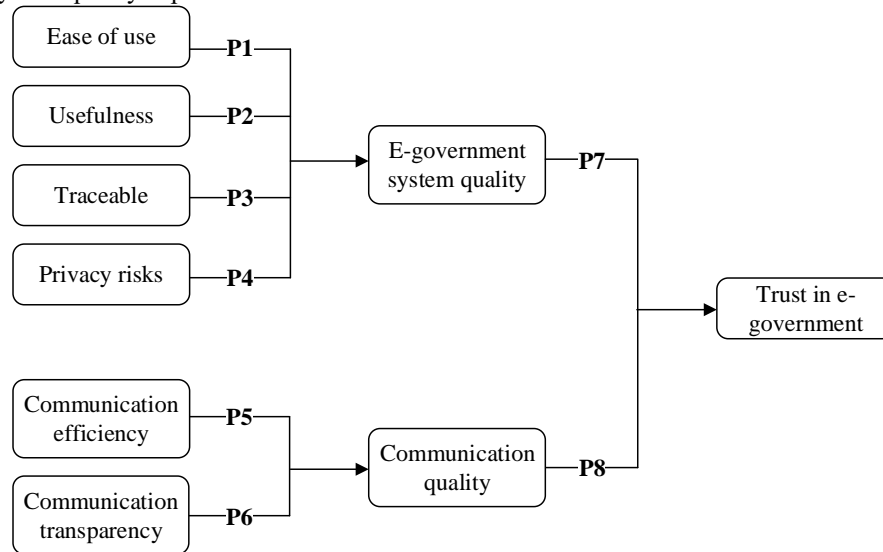 Ease of use
P1
Usefulness
P2
Traceable
P3
Privacy risks
P4
E-government
system quality
P7
Trust in e-
government
Communication
efficiency
P5
Communication
transparency
P6
Communication
quality
P8